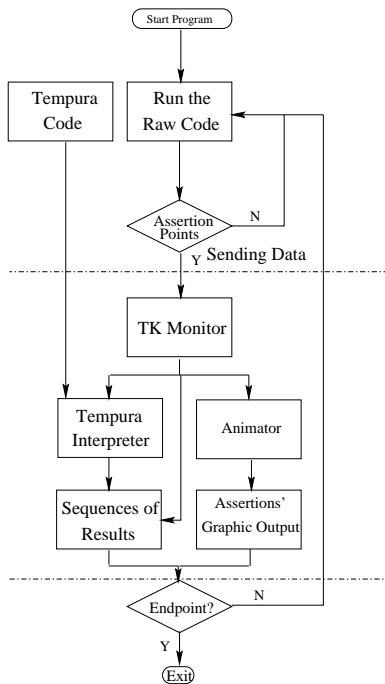 Start Program
Tempura
Code
Run the
Raw Code
Assertion
Points
N
Y
Sending Data
TK Monitor
Tempura
Interpreter
Animator
Sequences of
Results
Assertions'
Graphic Output
Endpoint?
N
Y
Exit